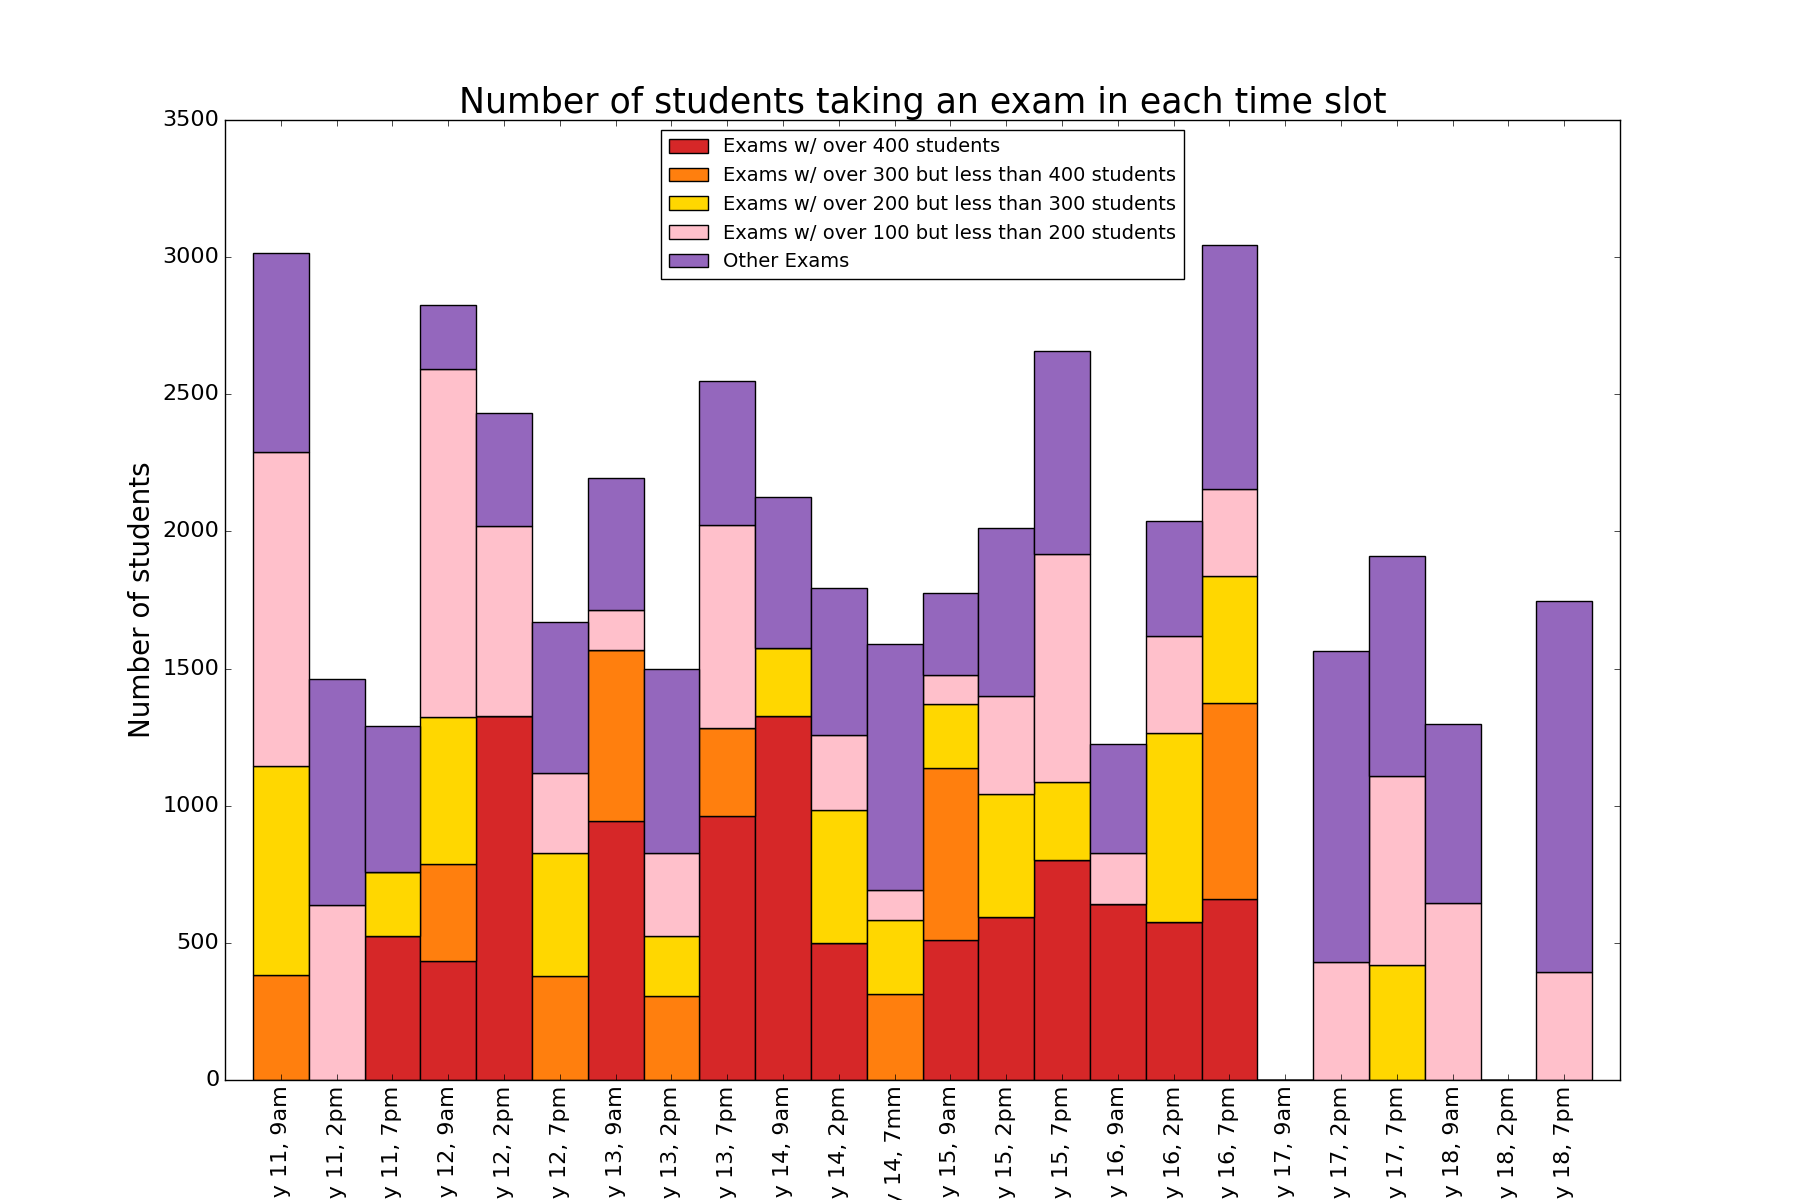 Number of students taking an exam in each time slot
Exams w/ over 400 students
Exams w/ over 300 but less than 400 students
Exams w/ over 200 but less than 300 students
Exams w/ over 100 but less than 200 students
Other Exams
Number of students
3500
3000
2500
2000
1500
1000
500
0
y 11, 9am
y 11, 2pm
y 11, 7pm
y 12, 9am
y 12, 2pm
y 12, 7pm
y 13, 9am
y 13, 2pm
y 13, 7pm
y 14, 9am
y 14, 2pm
y 14, 7mm
y 15, 9am
y 15, 2pm
y 15, 7pm
y 16, 9am
y 16, 2pm
y 16, 7pm
y 17, 9am
y 17, 2pm
y 17, 7pm
y 18, 9am
y 18, 2pm
y 18, 7pm